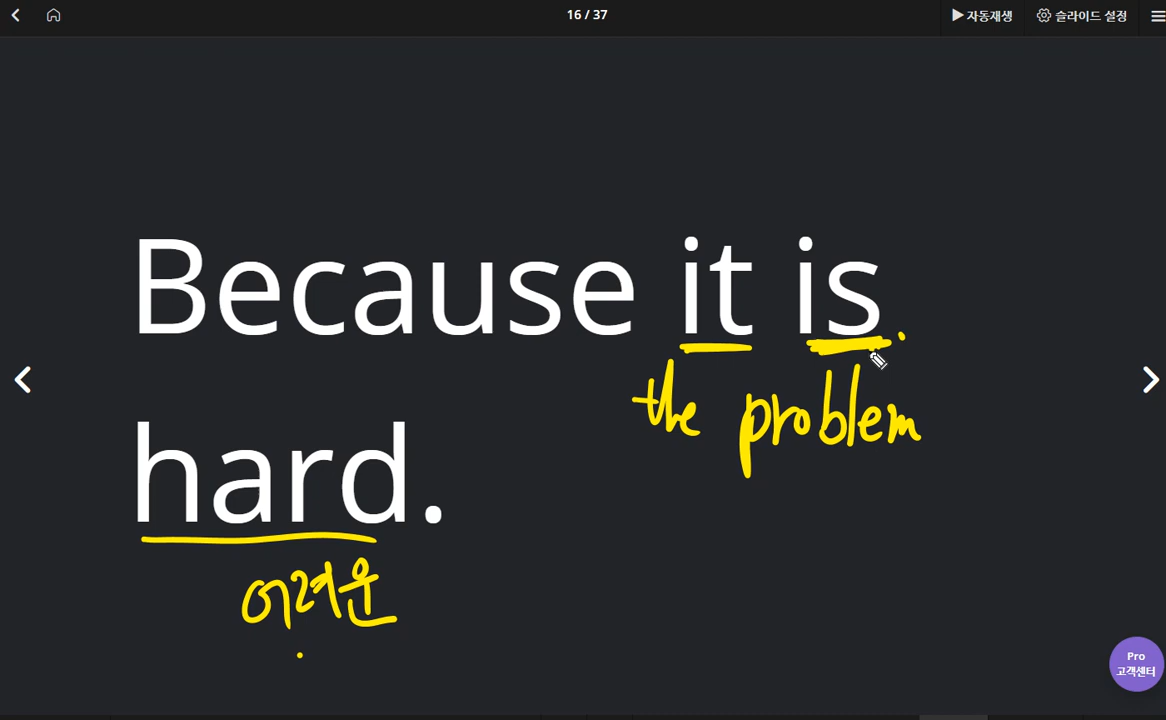 16 / 37
▶자동재생
슬라이드 설정
Because it is
the problem
hard.
어려운
Pro
고객센터